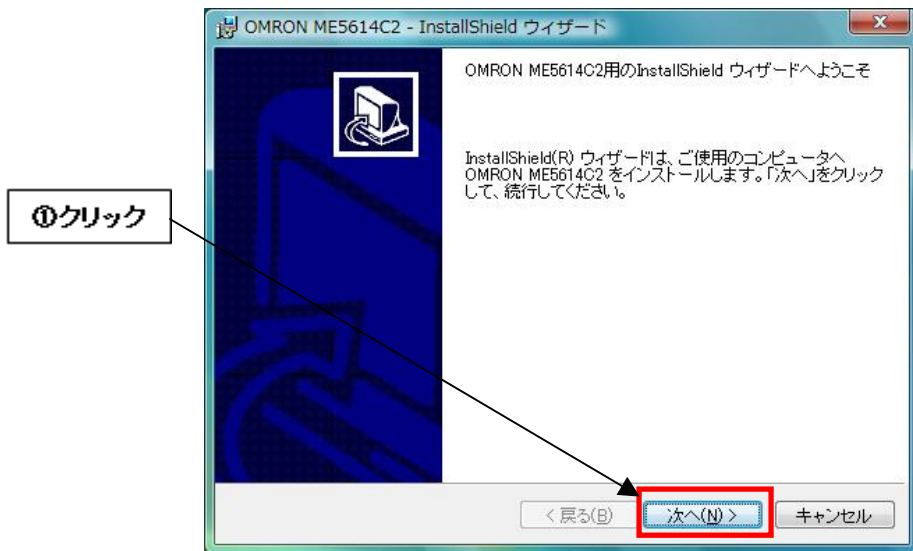 OMRON ME5614C2 - InstallShield ウィザード
X
OMRON ME5614C2用のInstallShield ウィザードへようこそ
InstallShield(R) ウィザードは、ご使用のコンピュータへ
OMRON ME5614C2 をインストールします。「次へ」をクリック
して、続行してください。
①クリック
< 戻る(B)
次へ(N) >
キャンセル